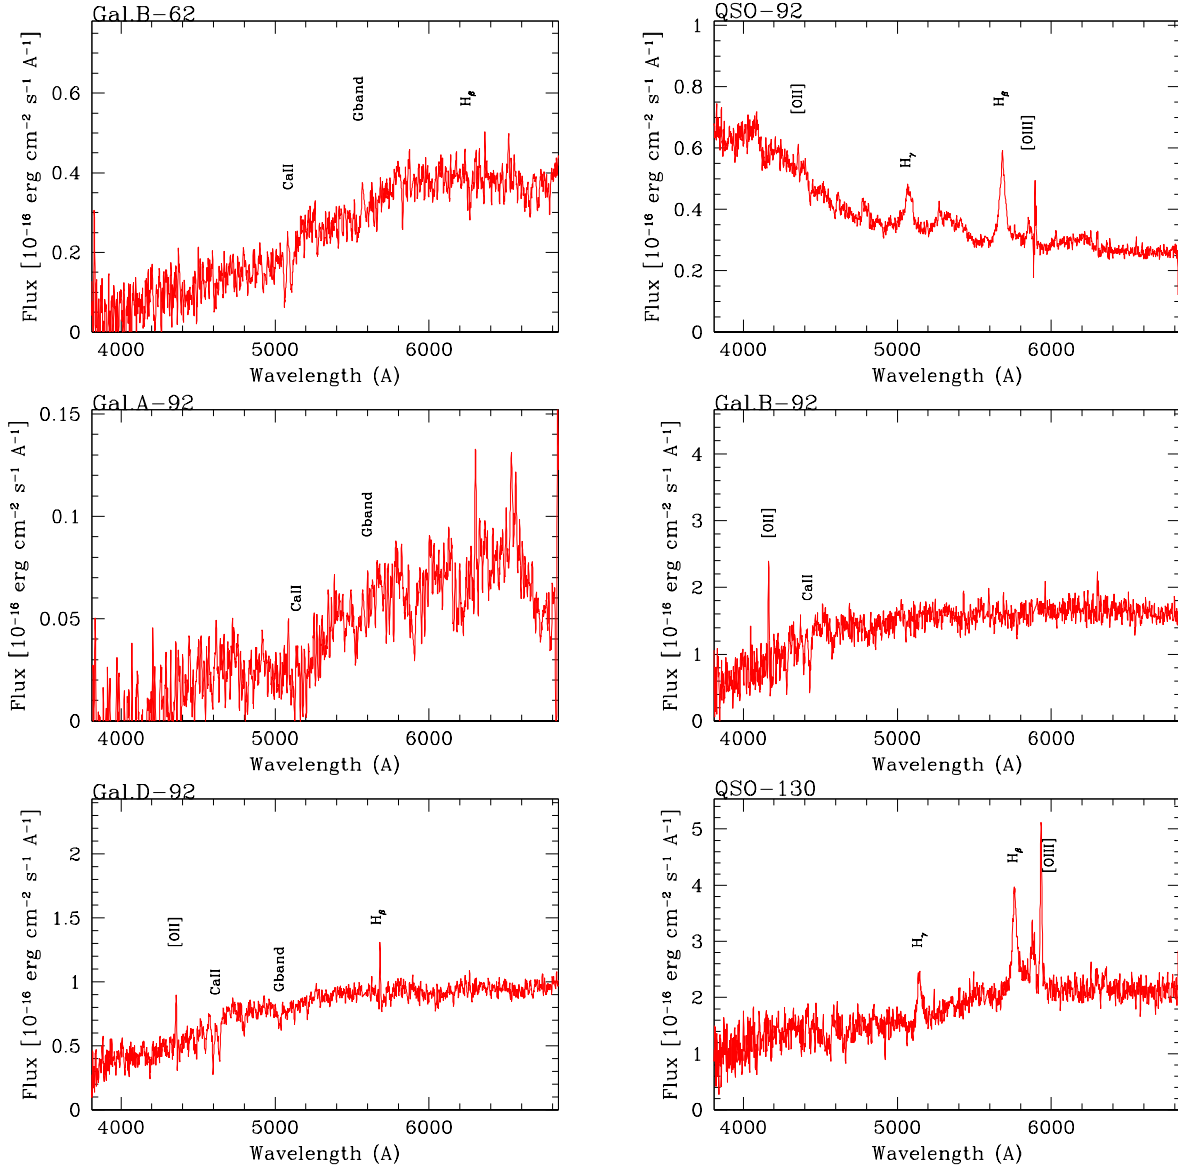 Gal.B-62
0.6
0.4
0.2
0
4000 5000 6000
CaII
Gband
Hβ
Flux [10⁻¹⁶ erg cm⁻² s⁻¹ A⁻¹]
Wavelength (A)
QSO-92
1
0.8
0.6
0.4
0.2
0
4000 5000 6000
[OII]
Hγ
Hβ
[OIII]
Flux [10⁻¹⁶ erg cm⁻² s⁻¹ A⁻¹]
Wavelength (A)
Gal.A-92
0.15
0.1
0.05
0
4000 5000 6000
CaII
Gband
Flux [10⁻¹⁶ erg cm⁻² s⁻¹ A⁻¹]
Wavelength (A)
Gal.B-92
4
3
2
1
0
4000 5000 6000
[OII]
CaII
Flux [10⁻¹⁶ erg cm⁻² s⁻¹ A⁻¹]
Wavelength (A)
Gal.D-92
2
1.5
1
0.5
0
4000 5000 6000
[OII]
CaII
Gband
Hβ
Flux [10⁻¹⁶ erg cm⁻² s⁻¹ A⁻¹]
Wavelength (A)
QSO-130
5
4
3
2
1
0
4000 5000 6000
Hγ
Hβ
[OIII]
Flux [10⁻¹⁶ erg cm⁻² s⁻¹ A⁻¹]
Wavelength (A)